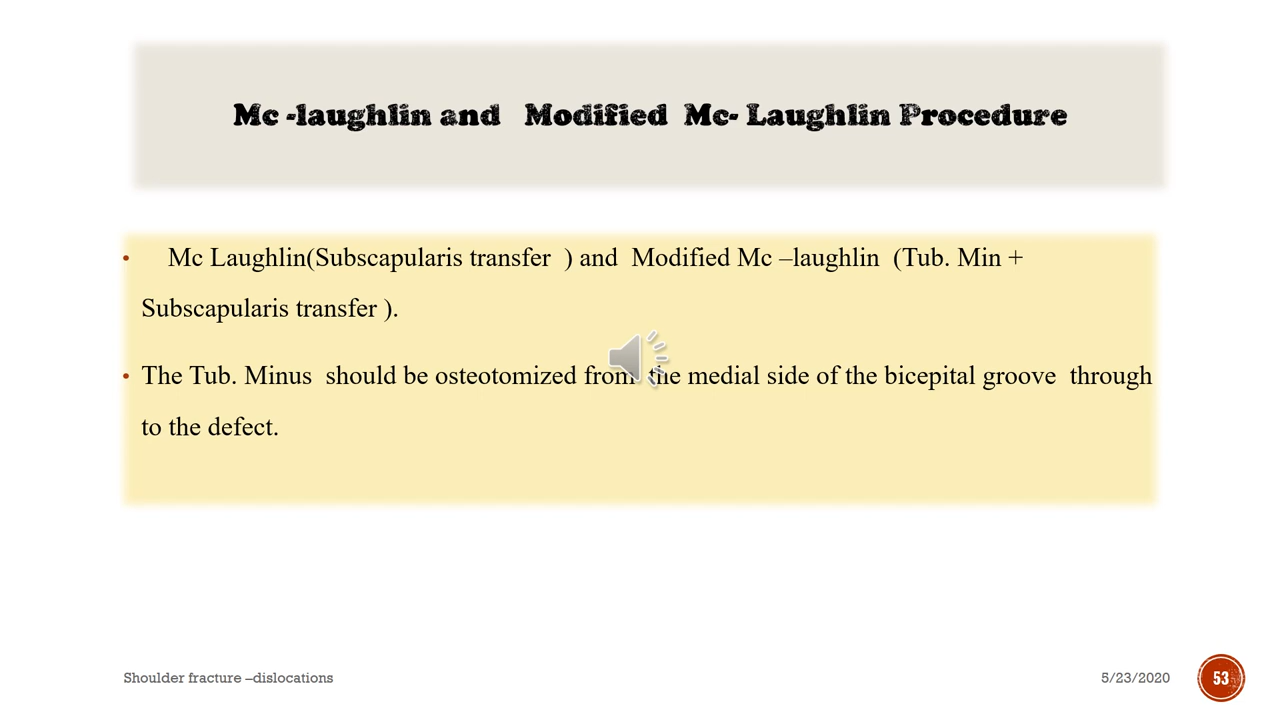 Mc -laughlin and Modified Mc- Laughlin Procedure
• Mc Laughlin(Subscapularis transfer ) and Modified Mc –laughlin (Tub. Min +
Subscapularis transfer ).
• The Tub. Minus should be osteotomized from the medial side of the bicepital groove through
to the defect.
Shoulder fracture –dislocations
5/23/2020
53